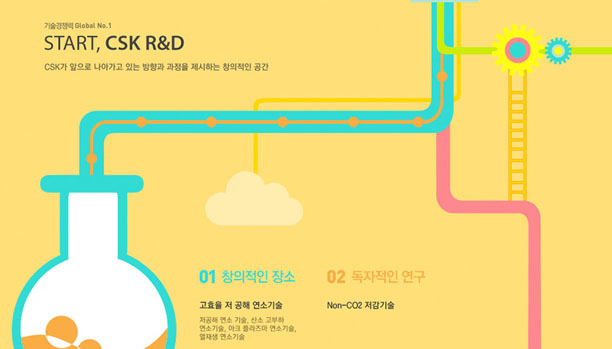 기술경쟁력 Global No.1
START, CSK R&D
CSK가 앞으로 나아가고 있는 방향과 과정을 제시하는 창의적인 공간
01 창의적인 장소
02 독자적인 연구
고효율 저 공해 연소기술
Non-CO2 저감기술
저공해 연소 기술, 산소 고부하
연소기술, 아크 플라즈마 연소기술,
열재생 연소기술